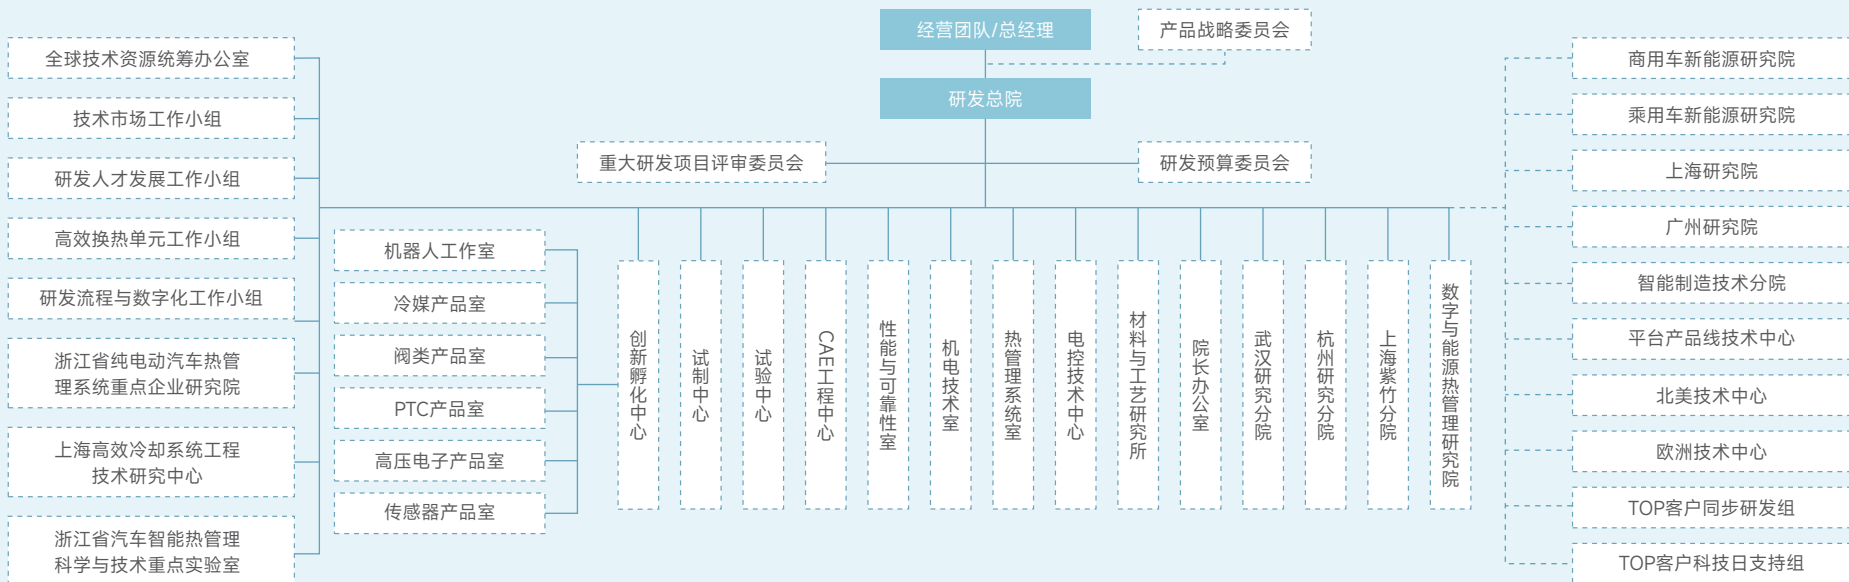 经营团队/总经理
产品战略委员会
研发总院
重大研发项目评审委员会
研发预算委员会
全球技术资源统筹办公室
技术市场工作小组
研发人才发展工作小组
高效换热单元工作小组
研发流程与数字化工作小组
浙江省纯电动汽车热管
理系统重点企业研究院
上海高效冷却系统工程
技术研究中心
浙江省汽车智能热管理
科学与技术重点实验室
机器人工作室
冷媒产品室
阀类产品室
PTC产品室
高压电子产品室
传感器产品室
创新孵化中心
试制中心
试验中心
CAE工程中心
性能与可靠性室
机电技术室
热管理系统室
电控技术中心
材料与工艺研究所
院长办公室
武汉研究分院
杭州研究分院
上海紫竹分院
数字与能源热管理研究院
商用车新能源研究院
乘用车新能源研究院
上海研究院
广州研究院
智能制造技术分院
平台产品线技术中心
北美技术中心
欧洲技术中心
TOP客户同步研发组
TOP客户科技日支持组